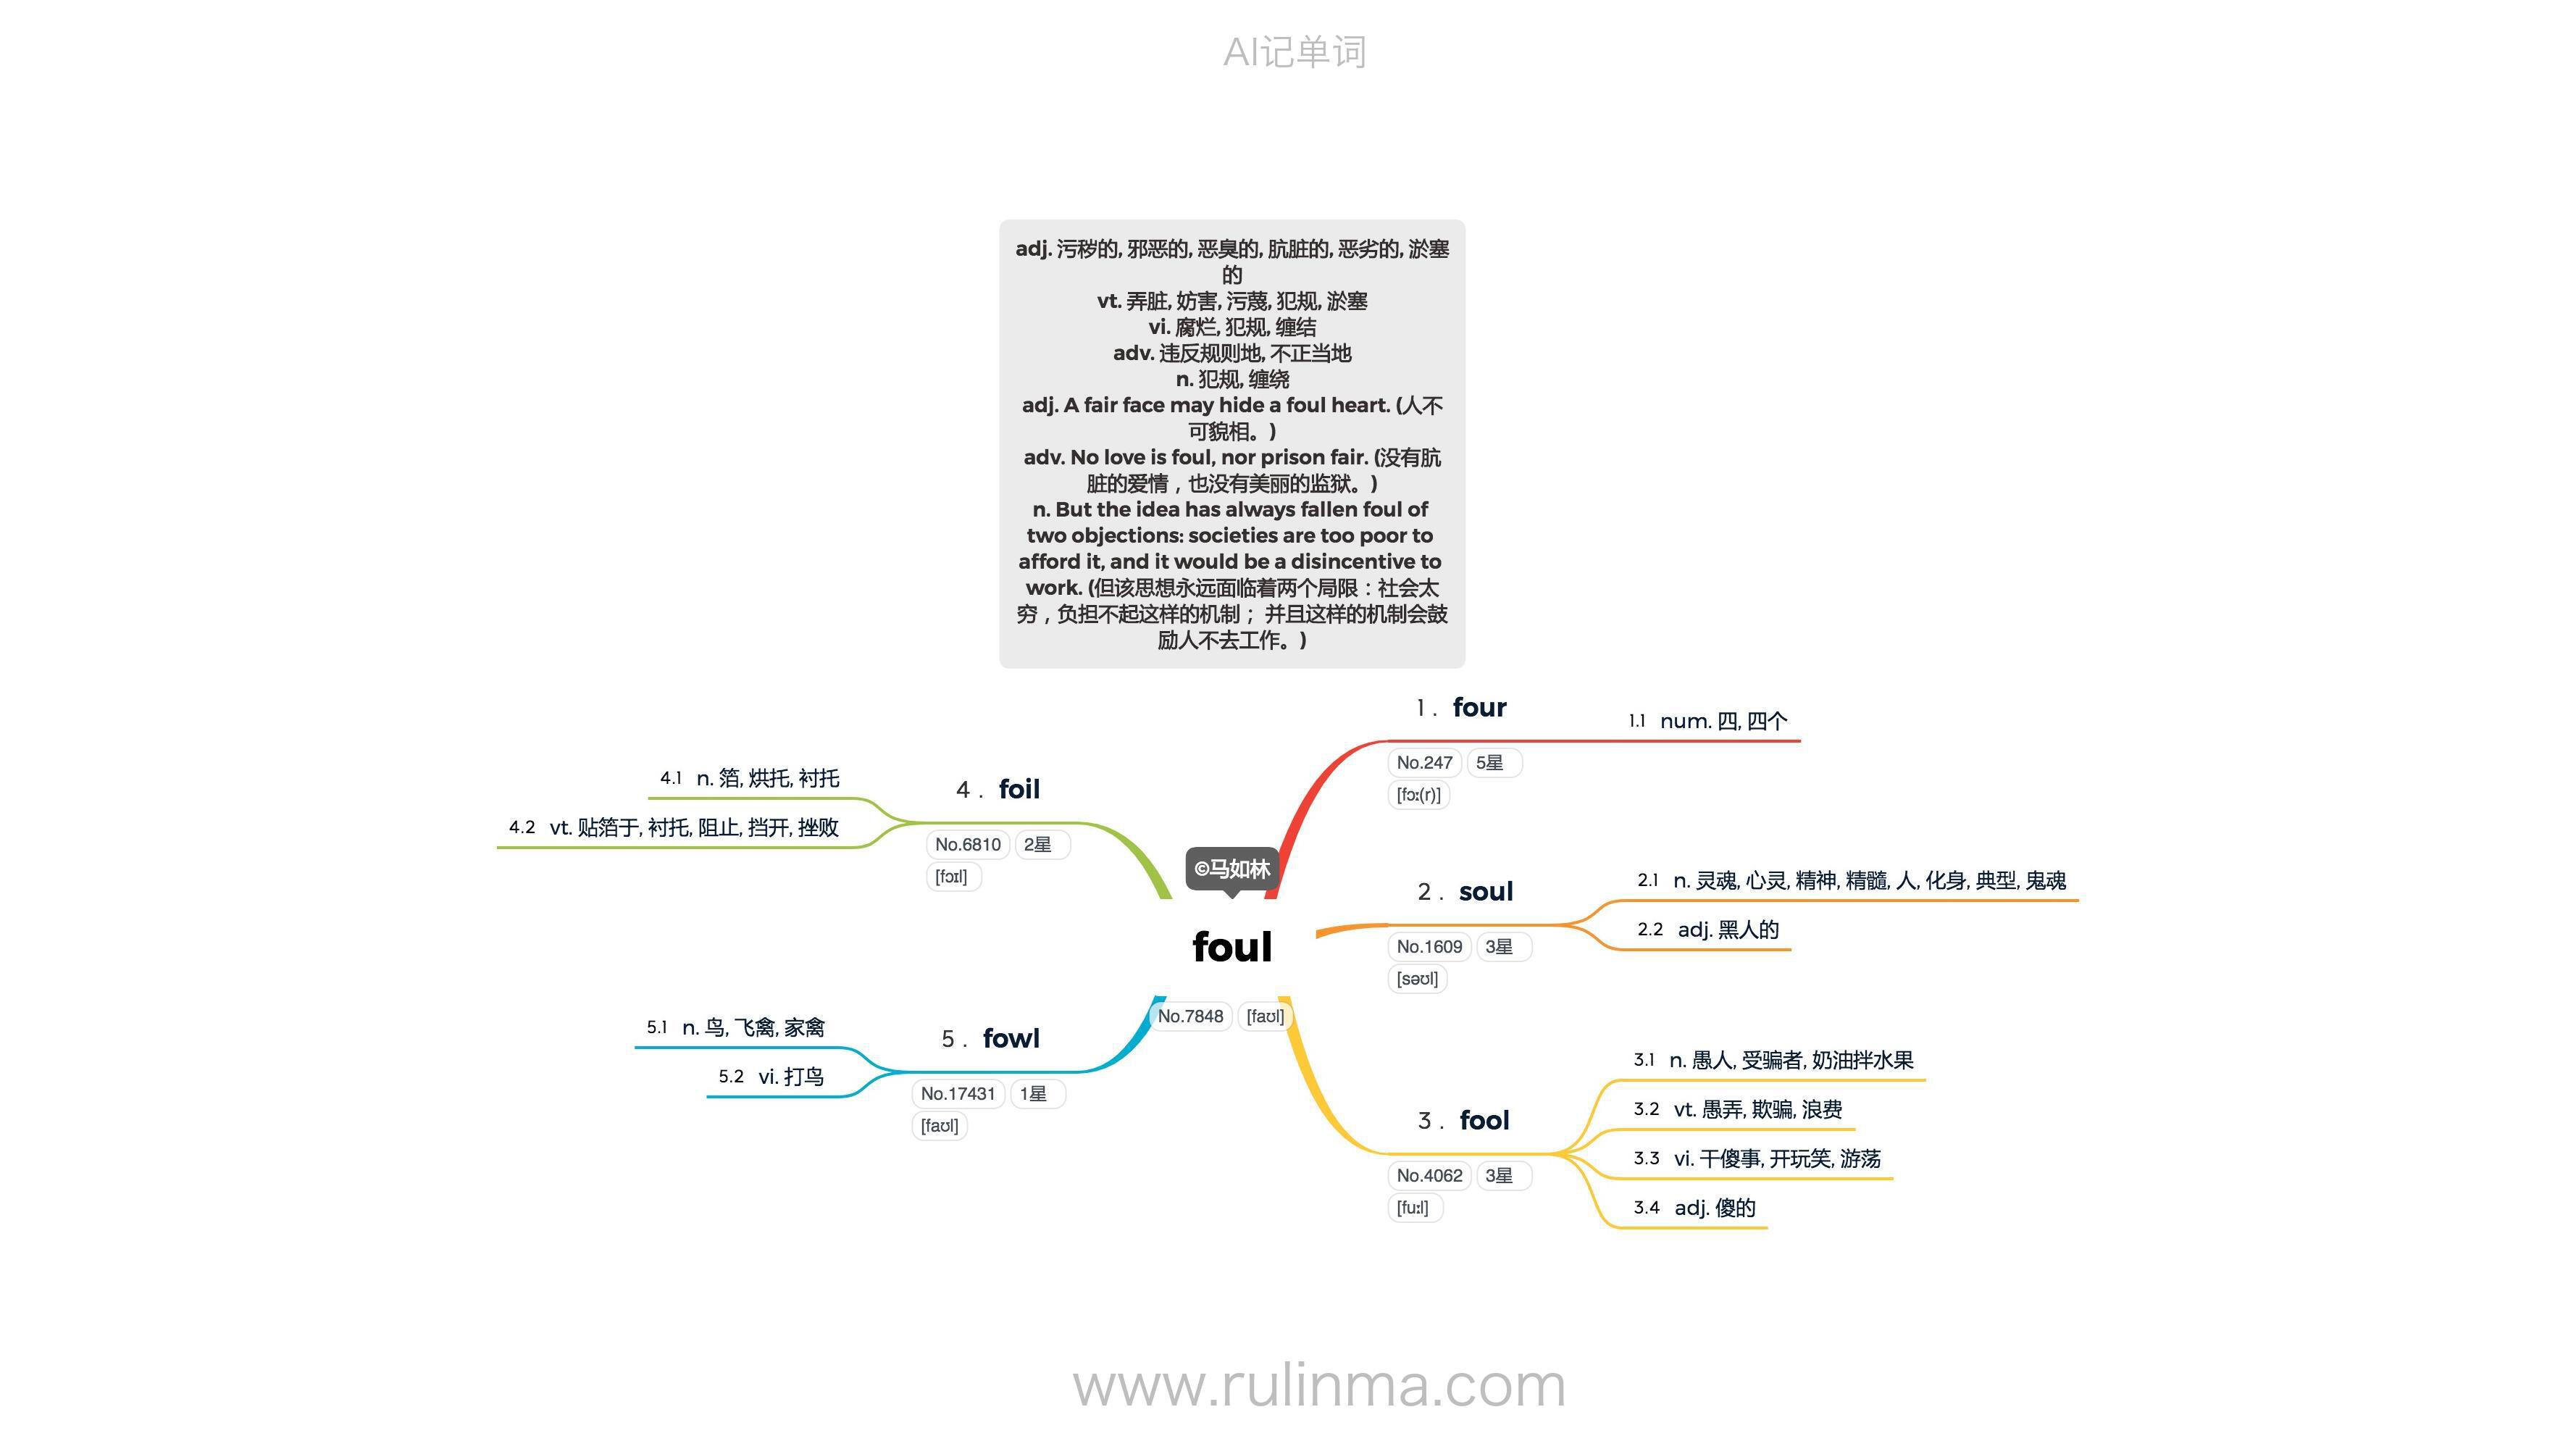 AI记单词
adj. 污秽的, 邪恶的, 恶臭的, 肮脏的, 恶劣的, 淤塞
的
vt. 弄脏, 妨害, 污蔑, 犯规, 淤塞
vi. 腐烂, 犯规, 缠结
adv. 违反规则地, 不正当地
n. 犯规, 缠绕
adj. A fair face may hide a foul heart. (人不
可貌相。)
adv. No love is foul, nor prison fair. (没有肮
脏的爱情，也没有美丽的监狱。)
n. But the idea has always fallen foul of
two objections: societies are too poor to
afford it, and it would be a disincentive to
work. (但该思想永远面临着两个局限：社会太
穷，负担不起这样的机制； 并且这样的机制会鼓
励人不去工作。)
©马如林
foul
No.7848 [faʊl]
1. four
No.247 5星
[fɔː(r)]
1.1 num. 四, 四个
2. soul
No.1609 3星
[səʊl]
2.1 n. 灵魂, 心灵, 精神, 精髓, 人, 化身, 典型, 鬼魂
2.2 adj. 黑人的
3. fool
No.4062 3星
[fuːl]
3.1 n. 愚人, 受骗者, 奶油拌水果
3.2 vt. 愚弄, 欺骗, 浪费
3.3 vi. 干傻事, 开玩笑, 游荡
3.4 adj. 傻的
4. foil
No.6810 2星
[fɔɪl]
4.1 n. 箔, 烘托, 衬托
4.2 vt. 贴箔于, 衬托, 阻止, 挡开, 挫败
5. fowl
No.17431 1星
[faʊl]
5.1 n. 鸟, 飞禽, 家禽
5.2 vi. 打鸟
www.rulinma.com